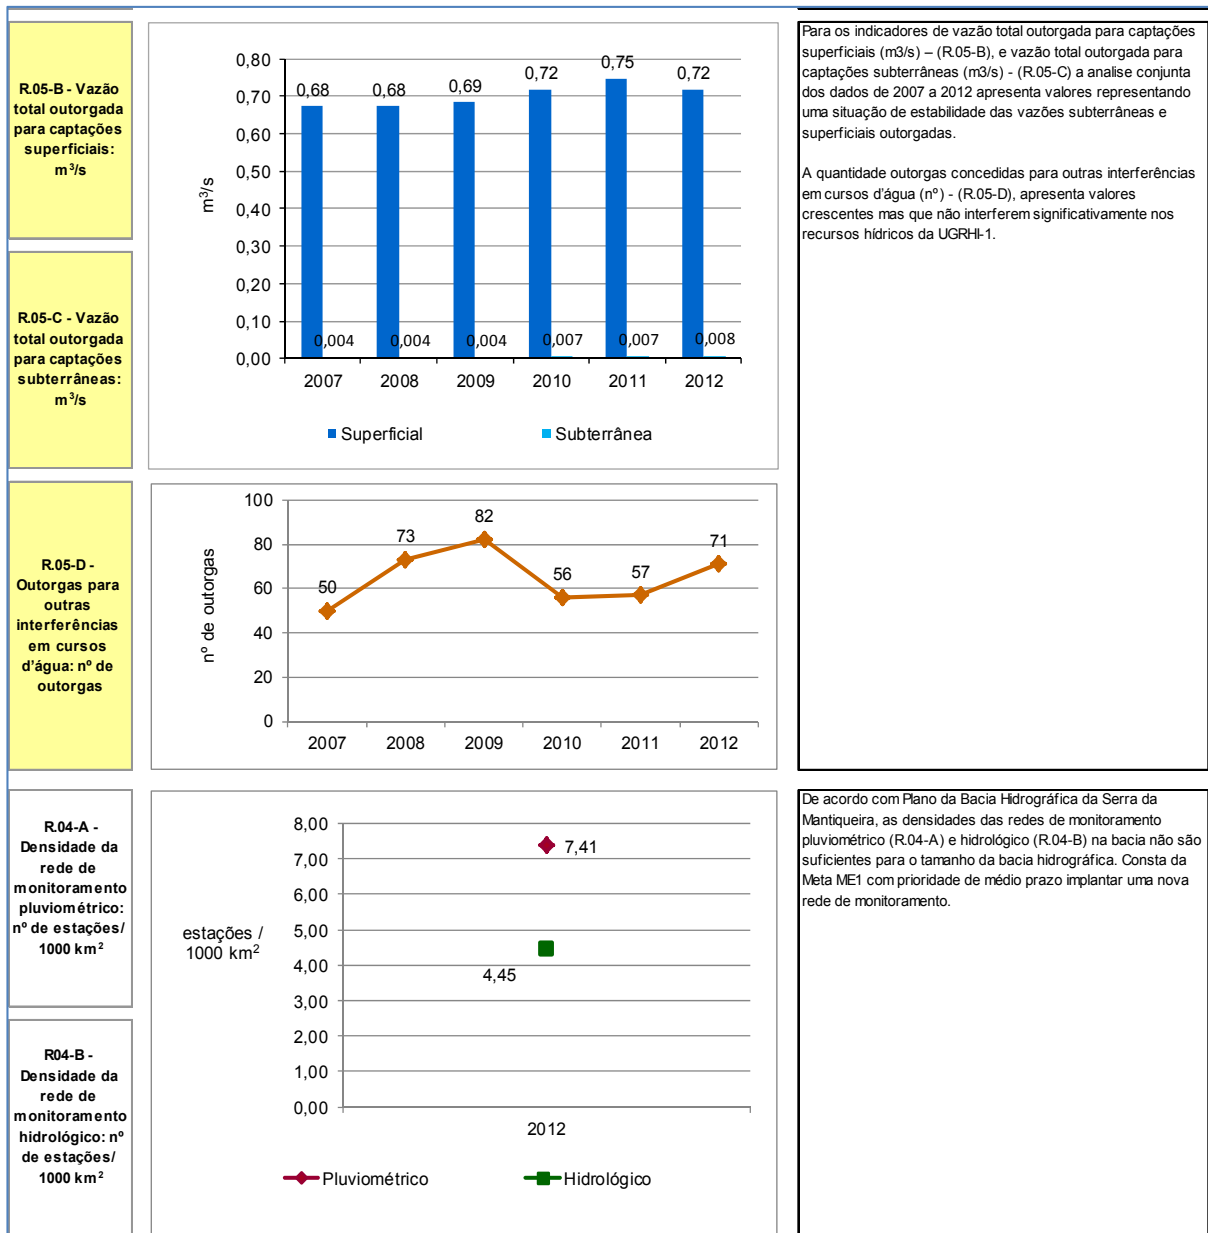 R.05-B - Vazão
total outorgada
para captações
superficiais:
m³/s
R.05-C - Vazão
total outorgada
para captações
subterrâneas:
m³/s
0,80
0,70
0,60
0,50
0,40
0,30
0,20
0,10
0,00
m³/s
0,68
0,68
0,69
0,72
0,75
0,72
0,004
0,004
0,004
0,007
0,007
0,008
2007
2008
2009
2010
2011
2012
Superficial
Subterrânea
Para os indicadores de vazão total outorgada para captações
superficiais (m3/s) – (R.05-B), e vazão total outorgada para
captações subterrâneas (m3/s) - (R.05-C) a analise conjunta
dos dados de 2007 a 2012 apresenta valores representando
uma situação de estabilidade das vazões subterrâneas e
superficiais outorgadas.
A quantidade outorgas concedidas para outras interferências
em cursos d'água (nº) - (R.05-D), apresenta valores
crescentes mas que não interferem significativamente nos
recursos hídricos da UGRHI-1.
R.05-D -
Outorgas para
outras
interferências
em cursos
d'água: nº de
outorgas
100
80
60
40
20
0
nº de outorgas
50
73
82
56
57
71
2007
2008
2009
2010
2011
2012
R.04-A -
Densidade da
rede de
monitoramento
pluviométrico:
nº de estações/
1000 km²
R04-B -
Densidade da
rede de
monitoramento
hidrológico: nº
de estações/
1000 km²
8,00
7,00
6,00
5,00
4,00
3,00
2,00
1,00
0,00
estações /
1000 km²
7,41
4,45
2012
Pluviométrico
Hidrológico
De acordo com Plano da Bacia Hidrográfica da Serra da
Mantiqueira, as densidades das redes de monitoramento
pluviométrico (R.04-A) e hidrológico (R.04-B) na bacia não são
suficientes para o tamanho da bacia hidrográfica. Consta da
Meta ME1 com prioridade de médio prazo implantar uma nova
rede de monitoramento.